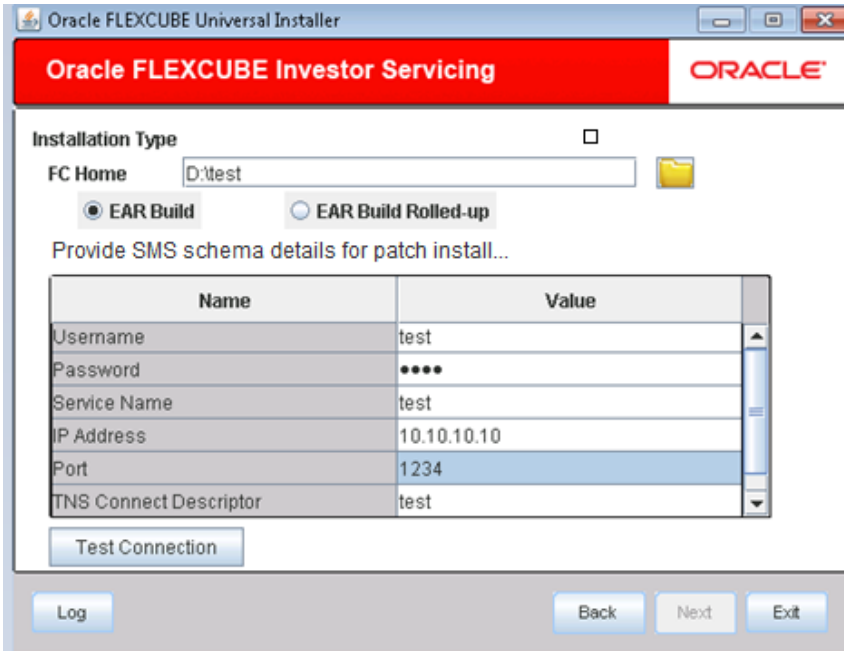 Oracle FLEXCUBE Universal Installer
Oracle FLEXCUBE Investor Servicing ORACLE®
Installation Type
FC Home D:\test
EAR Build EAR Build Rolled-up
Provide SMS schema details for patch install...
Name Value
Username test
Password ••••
Service Name test
IP Address 10.10.10.10
Port 1234
TNS Connect Descriptor test
Test Connection
Log Back Next Exit